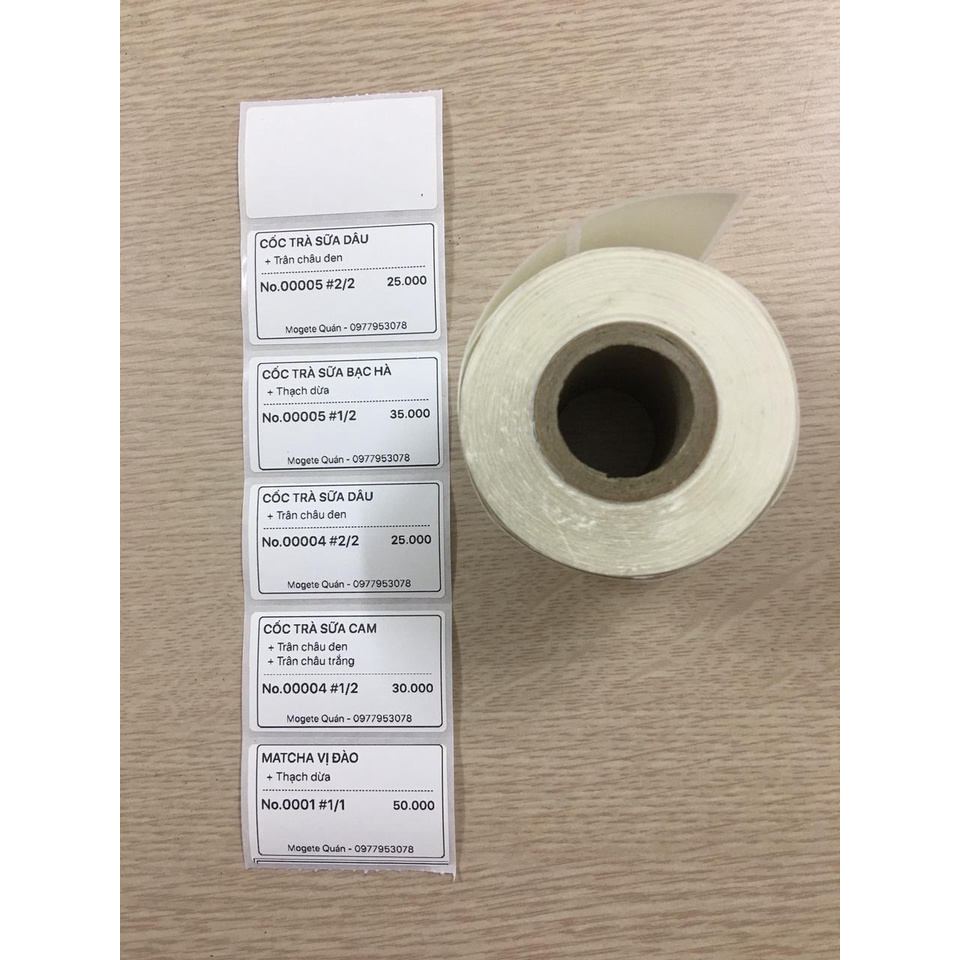 CỐC TRÀ SỮA DÂU
+ Trân châu đen
No.00005 #2/2 25.000
Mogete Quán - 0977953078
CỐC TRÀ SỮA BẠC HÀ
+ Thạch dừa
No.00005 #1/2 35.000
Mogete Quán - 0977953078
CỐC TRÀ SỮA DÂU
+ Trân châu đen
No.00004 #2/2 25.000
Mogete Quán - 0977953078
CỐC TRÀ SỮA CAM
+ Trân châu đen
+ Trân châu trắng
No.00004 #1/2 30.000
Mogete Quán - 0977953078
MATCHA VỊ ĐÀO
+ Thạch dừa
No.0001 #1/1 50.000
Mogete Quán - 0977953078